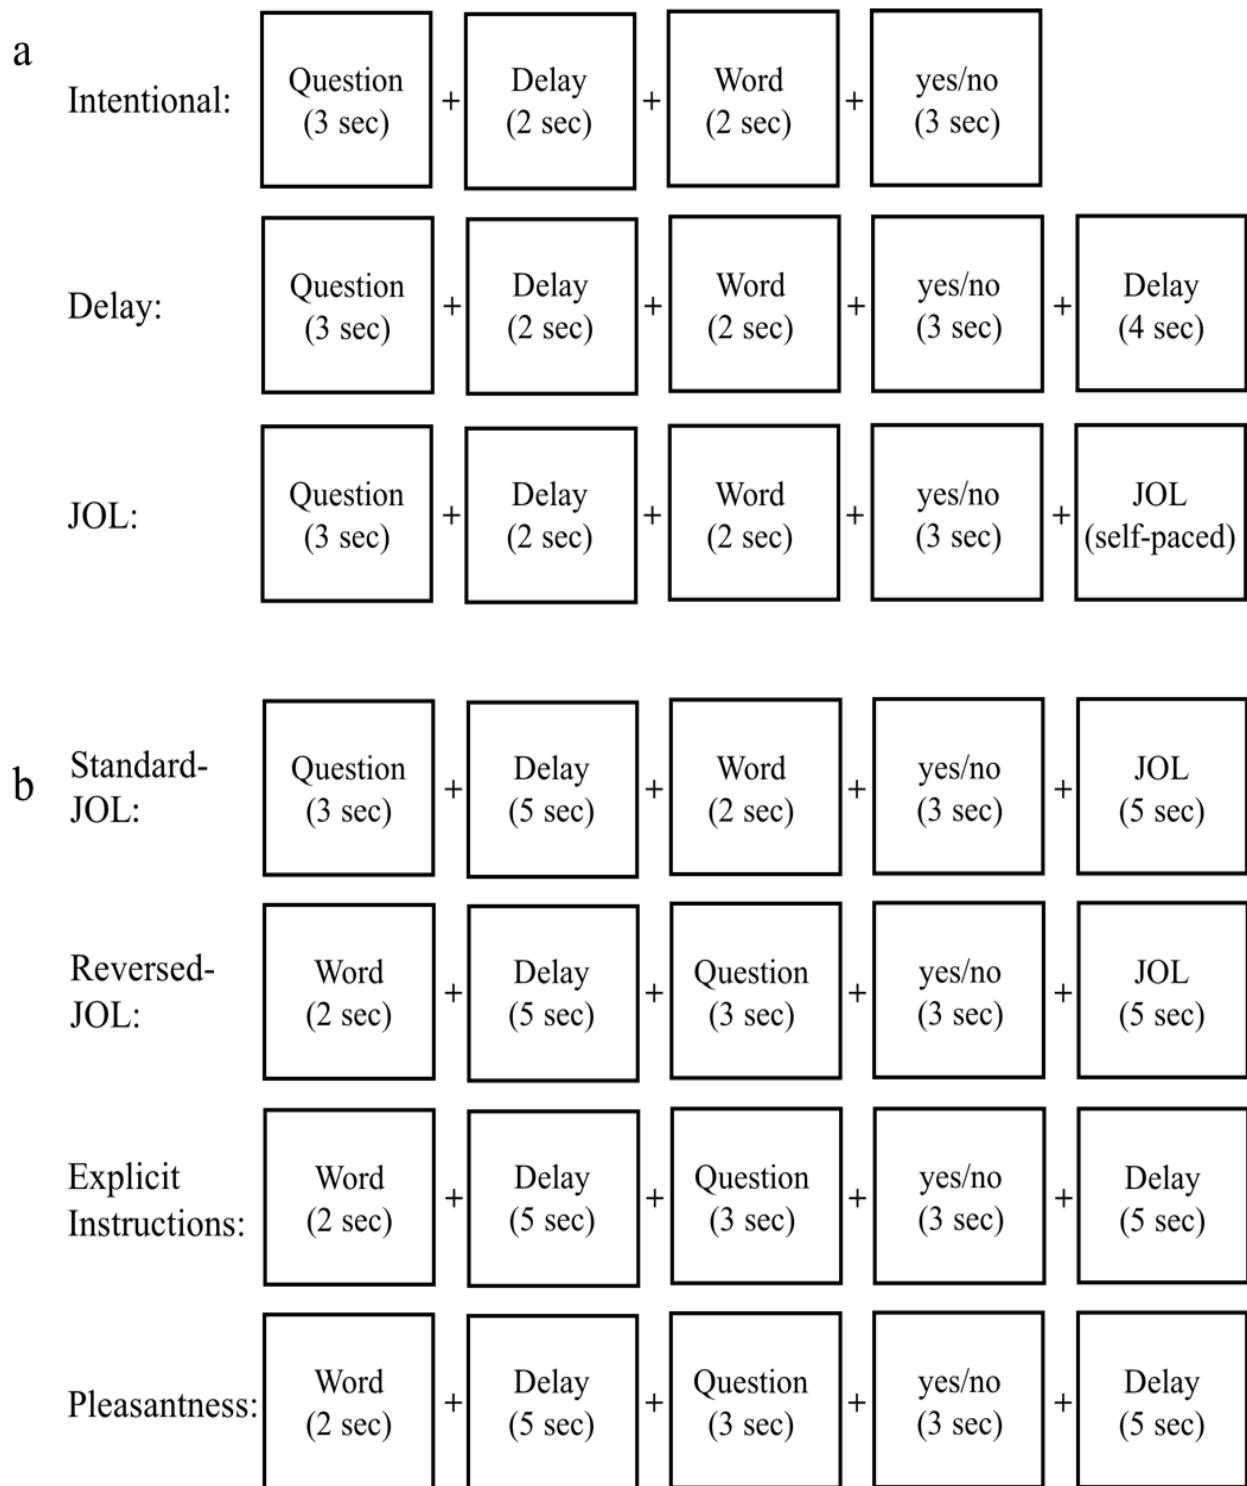 a
Intentional:
Question
(3 sec)
+
Delay
(2 sec)
+
Word
(2 sec)
+
yes/no
(3 sec)
Delay:
Question
(3 sec)
+
Delay
(2 sec)
+
Word
(2 sec)
+
yes/no
(3 sec)
+
Delay
(4 sec)
JOL:
Question
(3 sec)
+
Delay
(2 sec)
+
Word
(2 sec)
+
yes/no
(3 sec)
+
JOL
(self-paced)
b
Standard-
JOL:
Question
(3 sec)
+
Delay
(5 sec)
+
Word
(2 sec)
+
yes/no
(3 sec)
+
JOL
(5 sec)
Reversed-
JOL:
Word
(2 sec)
+
Delay
(5 sec)
+
Question
(3 sec)
+
yes/no
(3 sec)
+
JOL
(5 sec)
Explicit
Instructions:
Word
(2 sec)
+
Delay
(5 sec)
+
Question
(3 sec)
+
yes/no
(3 sec)
+
Delay
(5 sec)
Pleasantness:
Word
(2 sec)
+
Delay
(5 sec)
+
Question
(3 sec)
+
yes/no
(3 sec)
+
Delay
(5 sec)